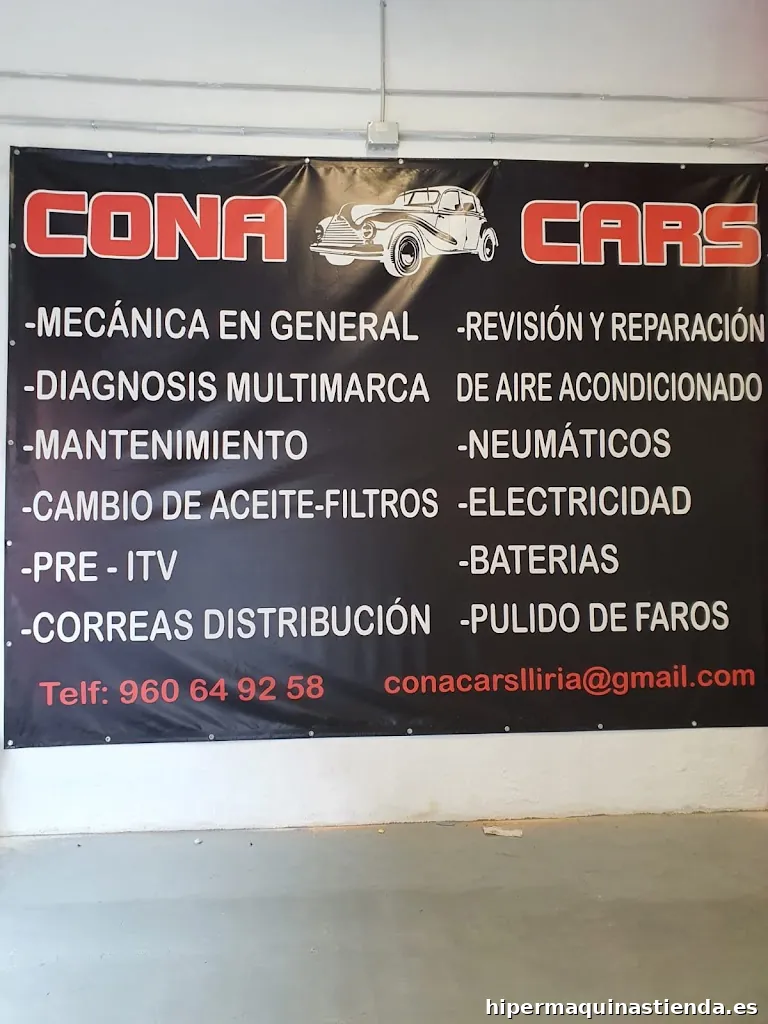 CONA CARS
-MECÁNICA EN GENERAL
-DIAGNOSIS MULTIMARCA
-MANTENIMIENTO
-CAMBIO DE ACEITE-FILTROS
-PRE - ITV
-CORREAS DISTRIBUCIÓN
-REVISIÓN Y REPARACIÓN
DE AIRE ACONDICIONADO
-NEUMÁTICOS
-ELECTRICIDAD
-BATERIAS
-PULIDO DE FAROS
Telf: 960 64 92 58
conacarslliria@gmail.com
hipermaquinastienda.es